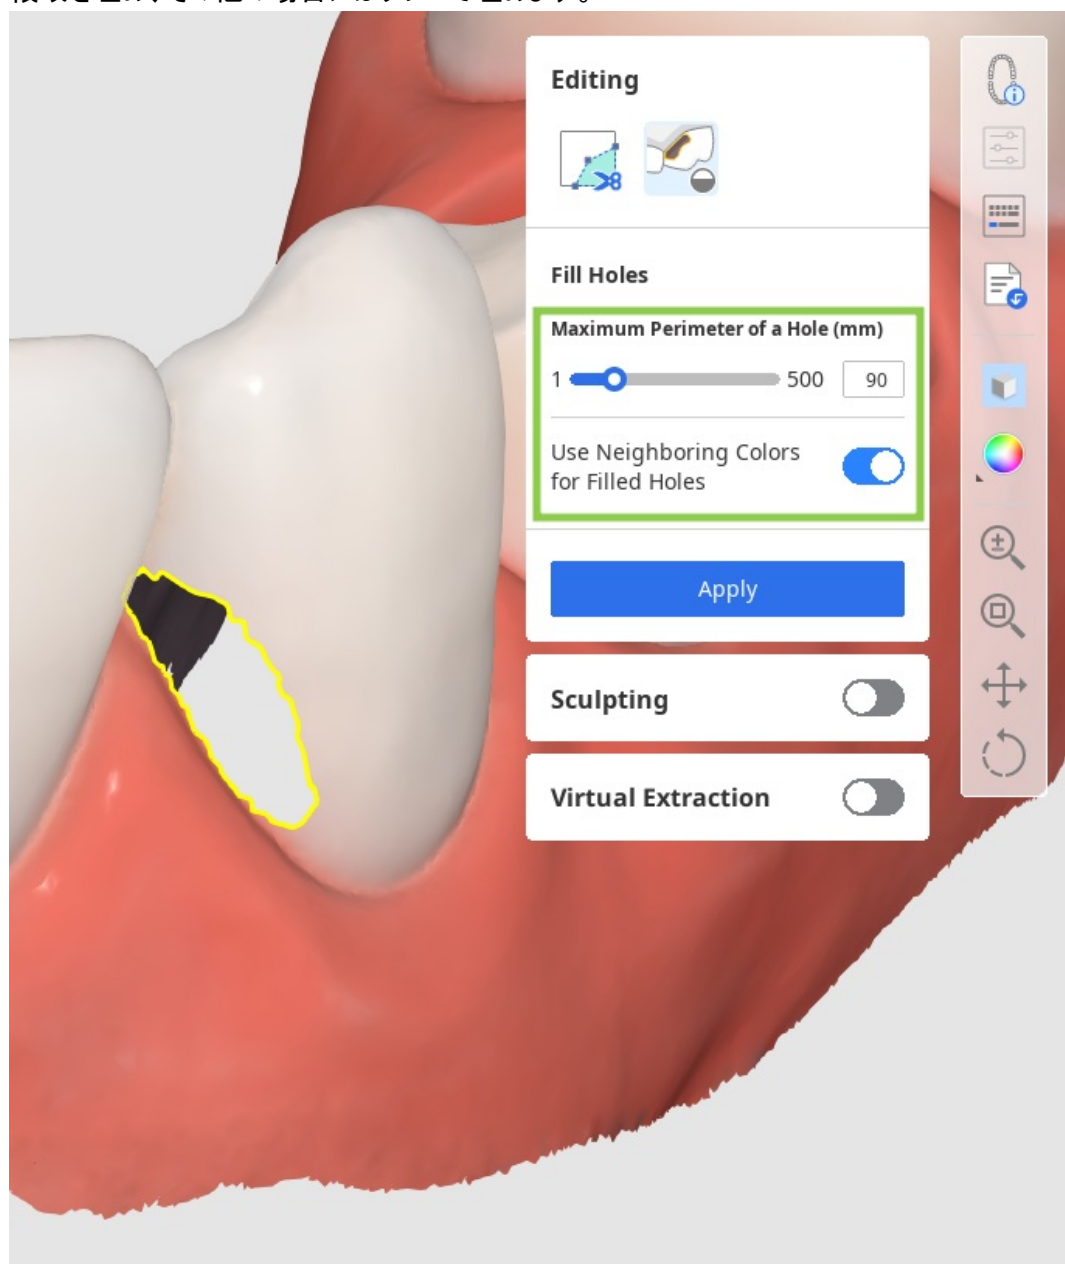 Editing
Fill Holes
Maximum Perimeter of a Hole (mm)
1 500 90
Use Neighboring Colors
for Filled Holes
Apply
Sculpting
Virtual Extraction